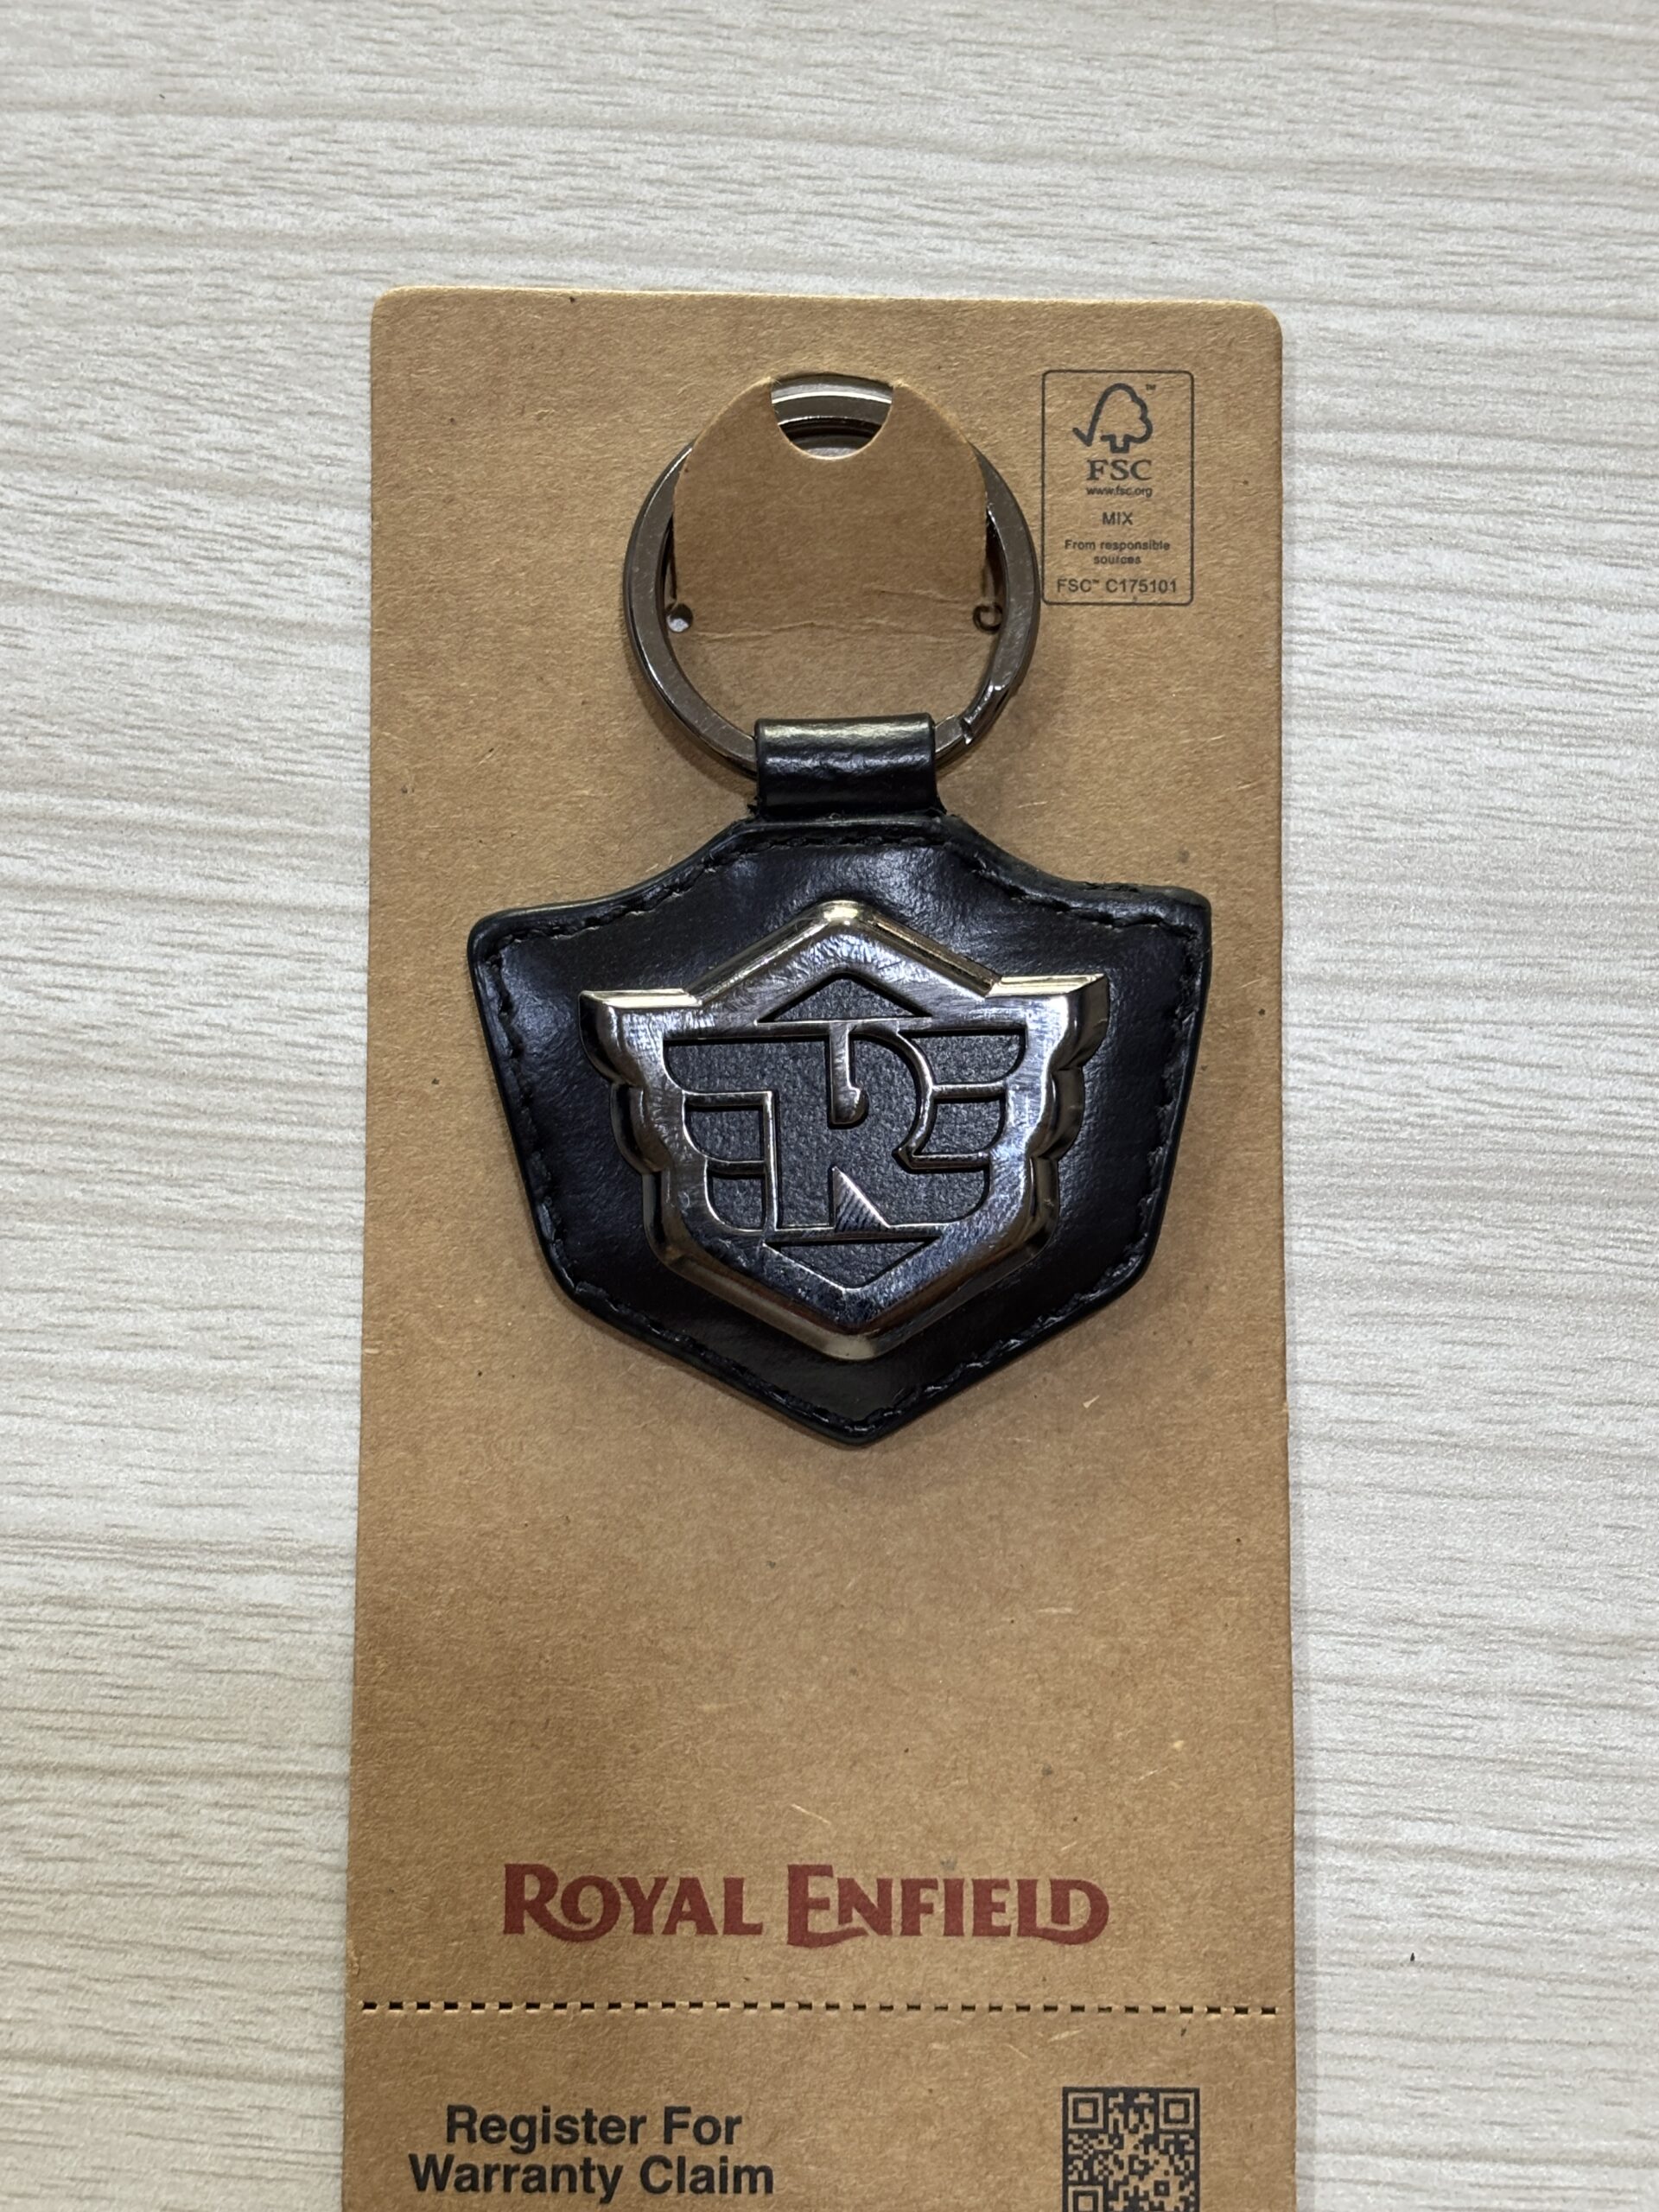 FSC
www.fsc.org
MIX
From responsible
sources
FSC™ C175101
R
ROYAL ENFIELD
Register For
Warranty Claim